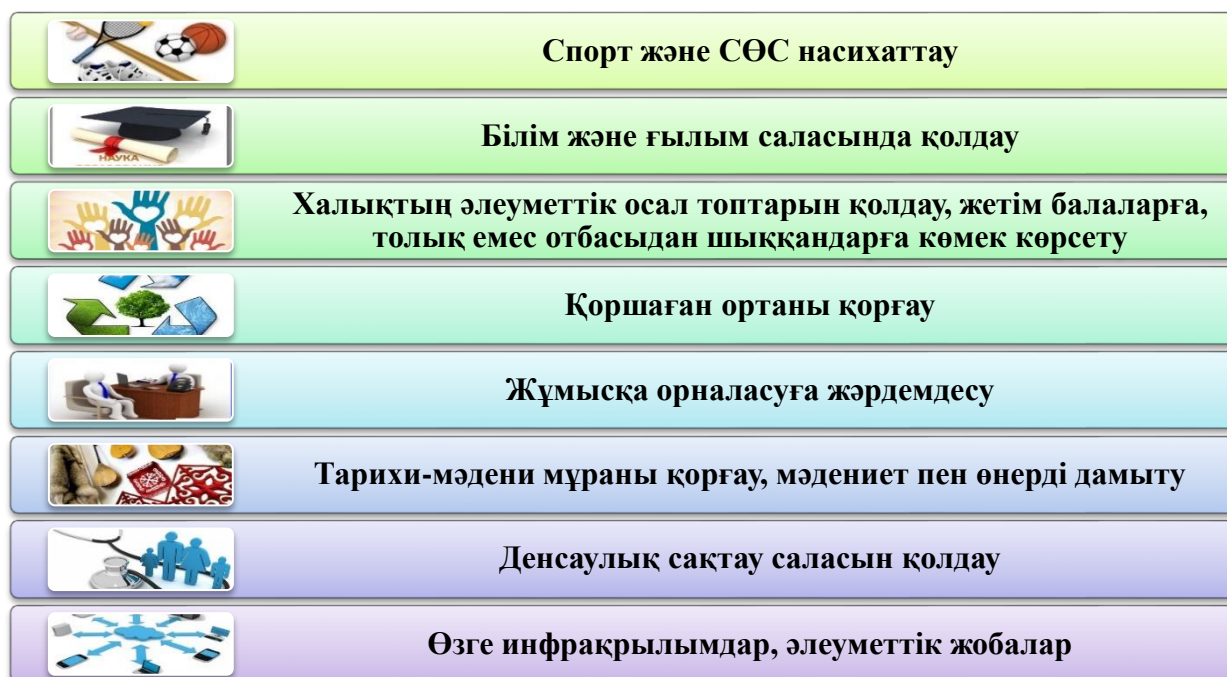 Спорт және СӨС насихаттау
НАУКА
Білім және ғылым саласында қолдау
Халықтың әлеуметтік осал топтарын қолдау, жетім балаларға,
толық емес отбасыдан шыққандарға көмек көрсету
Қоршаған ортаны қорғау
Жұмысқа орналасуға жәрдемдесу
Тарихи-мәдени мұраны қорғау, мәдениет пен өнерді дамыту
Денсаулық сақтау саласын қолдау
Өзге инфрақрылымдар, әлеуметтік жобалар